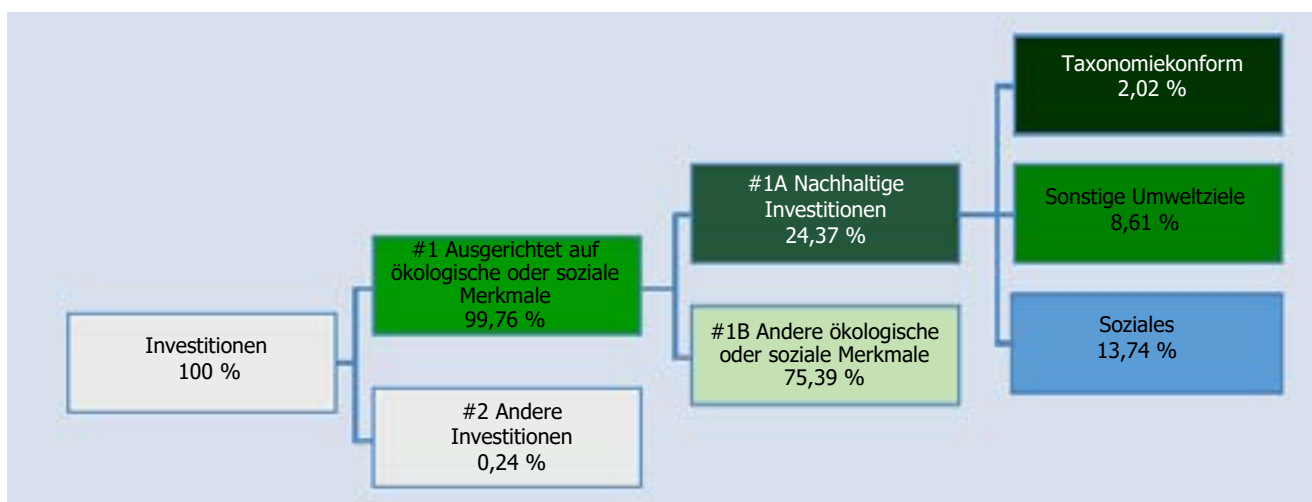 Investitionen
100 %
#1 Ausgerichtet auf
ökologische oder soziale
Merkmale
99,76 %
#2 Andere
Investitionen
0,24 %
#1A Nachhaltige
Investitionen
24,37 %
#1B Andere ökologische
oder soziale Merkmale
75,39 %
Taxonomiekonform
2,02 %
Sonstige Umweltziele
8,61 %
Soziales
13,74 %